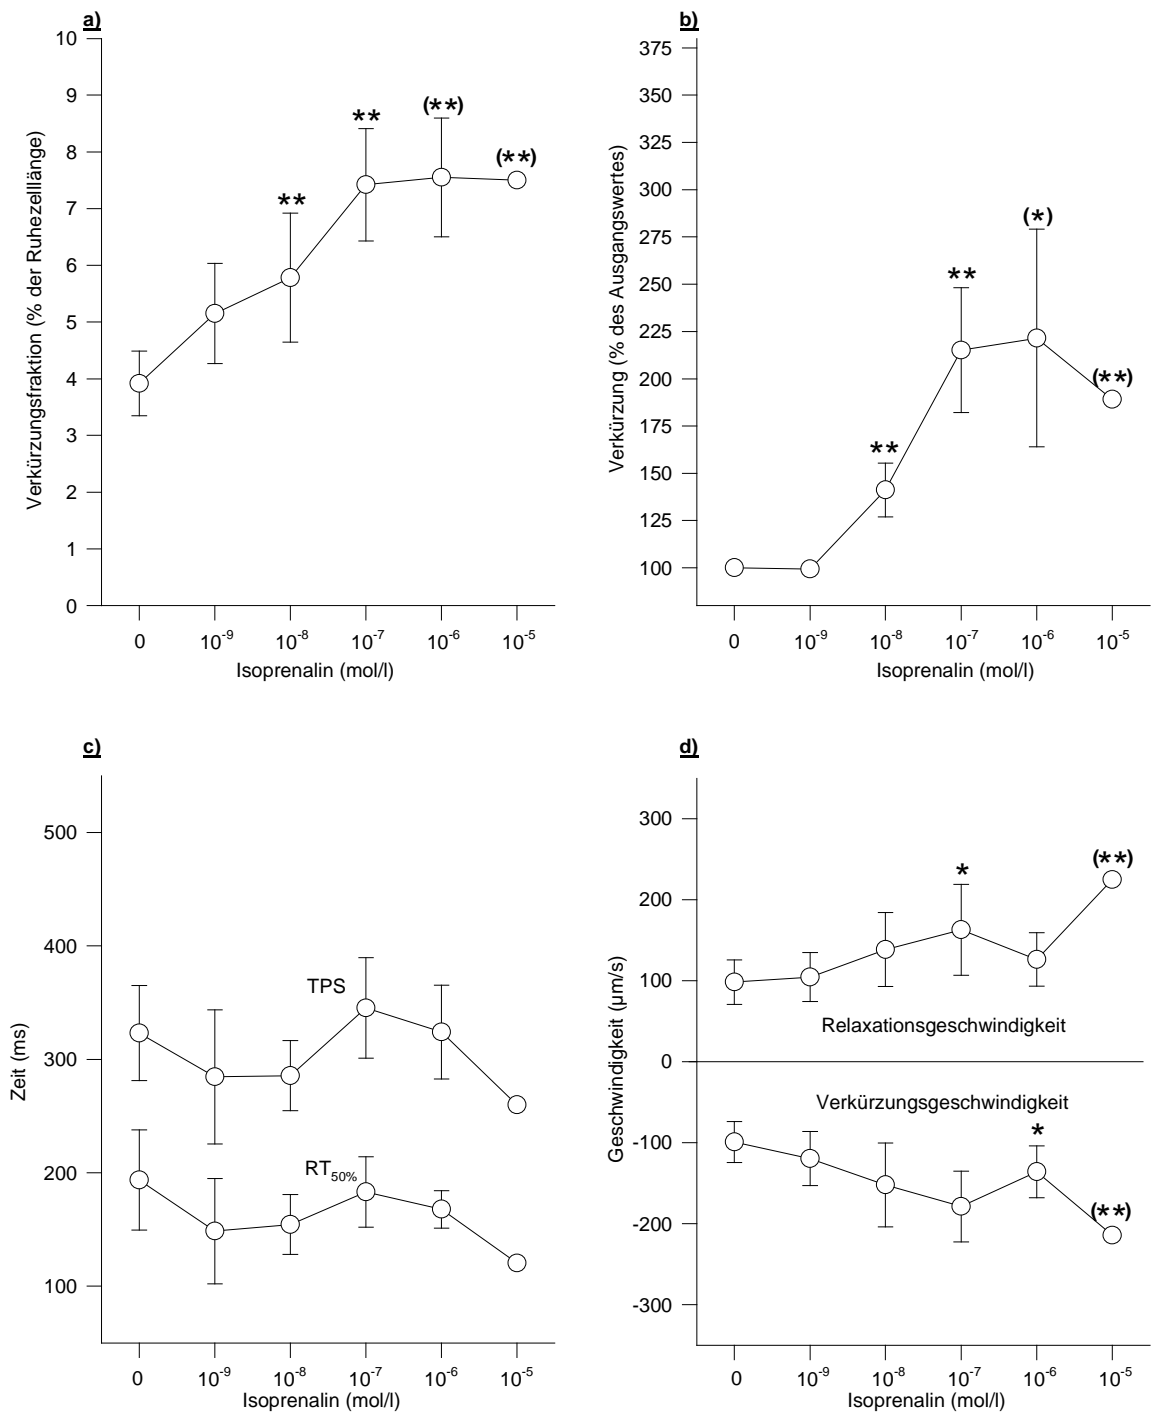 a)
10
9
8
7
6
5
4
3
2
1
0
Verkürzungsfraktion (% der Ruhezelllänge)
**
**
(**)
(**)
0 10-9 10-8 10-7 10-6 10-5
Isoprenalin (mol/l)
b)
375
350
325
300
275
250
225
200
175
150
125
100
Verkürzung (% des Ausgangswertes)
**
**
(*)
(**)
0 10-9 10-8 10-7 10-6 10-5
Isoprenalin (mol/l)
c)
500
400
300
200
100
Zeit (ms)
TPS
RT50%
0 10-9 10-8 10-7 10-6 10-5
Isoprenalin (mol/l)
d)
300
200
100
0
-100
-200
-300
Geschwindigkeit (µm/s)
*
(**)
Relaxationsgeschwindigkeit
Verkürzungsgeschwindigkeit
*
(**)
0 10-9 10-8 10-7 10-6 10-5
Isoprenalin (mol/l)